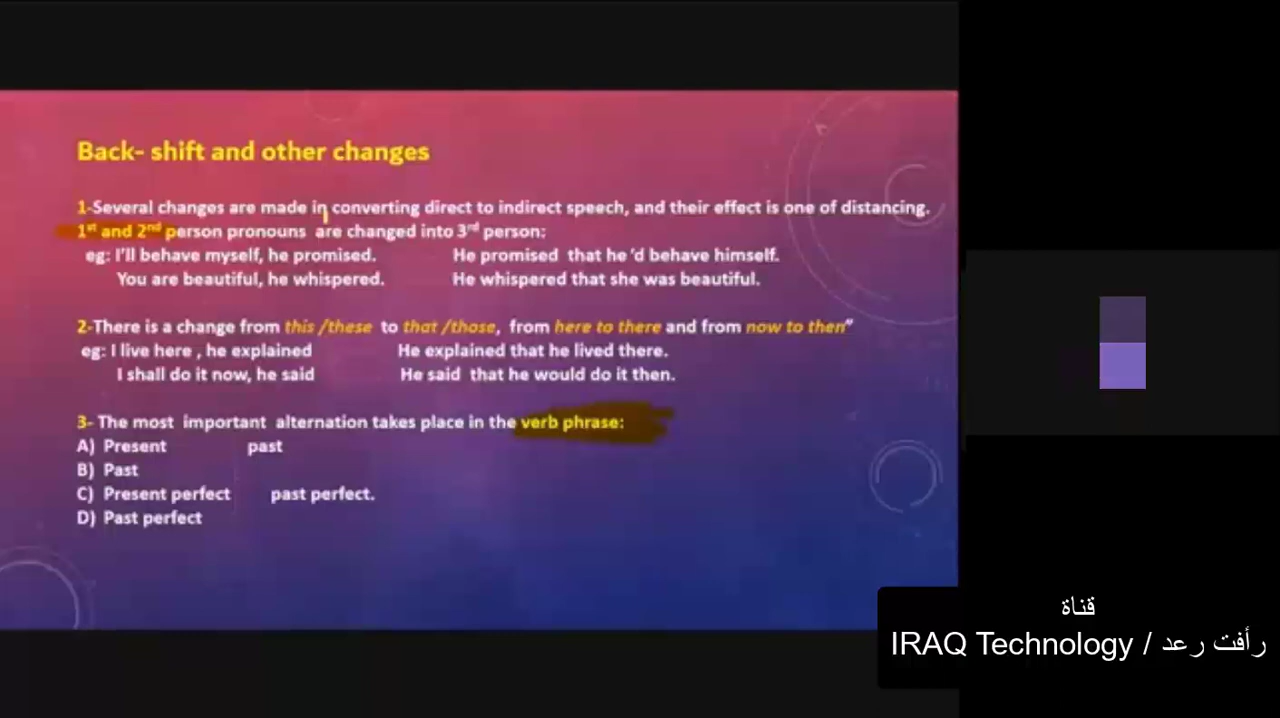 Back- shift and other changes
1-Several changes are made in converting direct to indirect speech, and their effect is one of distancing.
1st and 2nd person pronouns are changed into 3rd person:
eg: I'll behave myself, he promised. He promised that he 'd behave himself.
You are beautiful, he whispered. He whispered that she was beautiful.
2-There is a change from this /these to that /those, from here to there and from now to then"
eg: I live here , he explained He explained that he lived there.
I shall do it now, he said He said that he would do it then.
3- The most important alternation takes place in the verb phrase:
A) Present past
B) Past
C) Present perfect past perfect.
D) Past perfect
قناة
IRAQ Technology / رأفت رعد